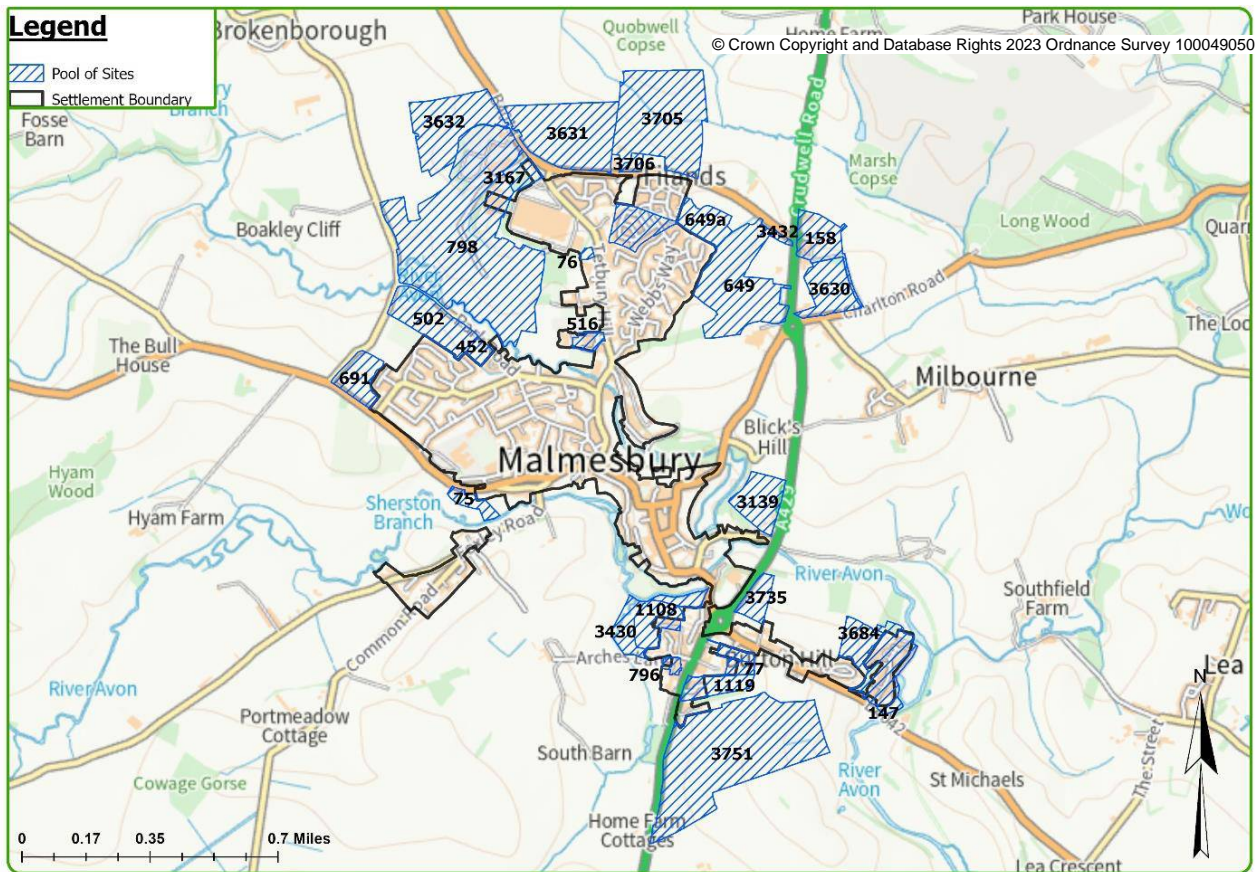 Legend
Pool of Sites
Settlement Boundary
© Crown Copyright and Database Rights 2023 Ordnance Survey 100049050
Brokenborough
Quobwell
Copse
Home Farm
Park House
Branch
Fosse
Barn
3632
3631
3705
3706
3167
Crudwell Road
Marsh
Copse
Long Wood
Boakley Cliff
798
76
Tetbury Hill
Webbs Way
649a
3432
158
649
3630
Charlton Road
502
516
452
Road
The Bull
House
691
Milbourne
Malmesbury
Blick's
Hill
Hyam
Wood
Hyam Farm
Sherston
Branch
75
3139
A429
Common Road
River Avon
Southfield
Farm
3735
1108
3430
3684
Lea
796
77
1119
147
River Avon
Portmeadow
Cottage
Cowage Gorse
South Barn
3751
River
Avon
St Michaels
The Street
Home Farm
Cottages
Lea Crescent
N
0 0.17 0.35 0.7 Miles